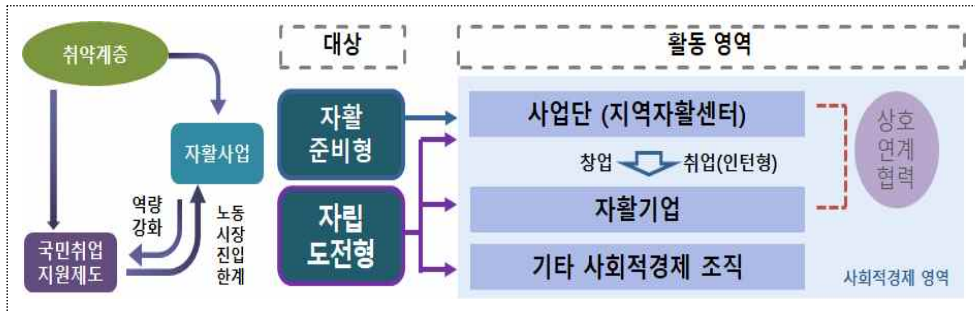 취약계층
자활사업
역량
강화
노동
시장
진입
한계
국민취업
지원제도
대상
자활
준비형
자립
도전형
활동 영역
사업단 (지역자활센터)
창업 취업(인턴형)
자활기업
기타 사회적경제 조직
상호
연계
협력
사회적경제 영역